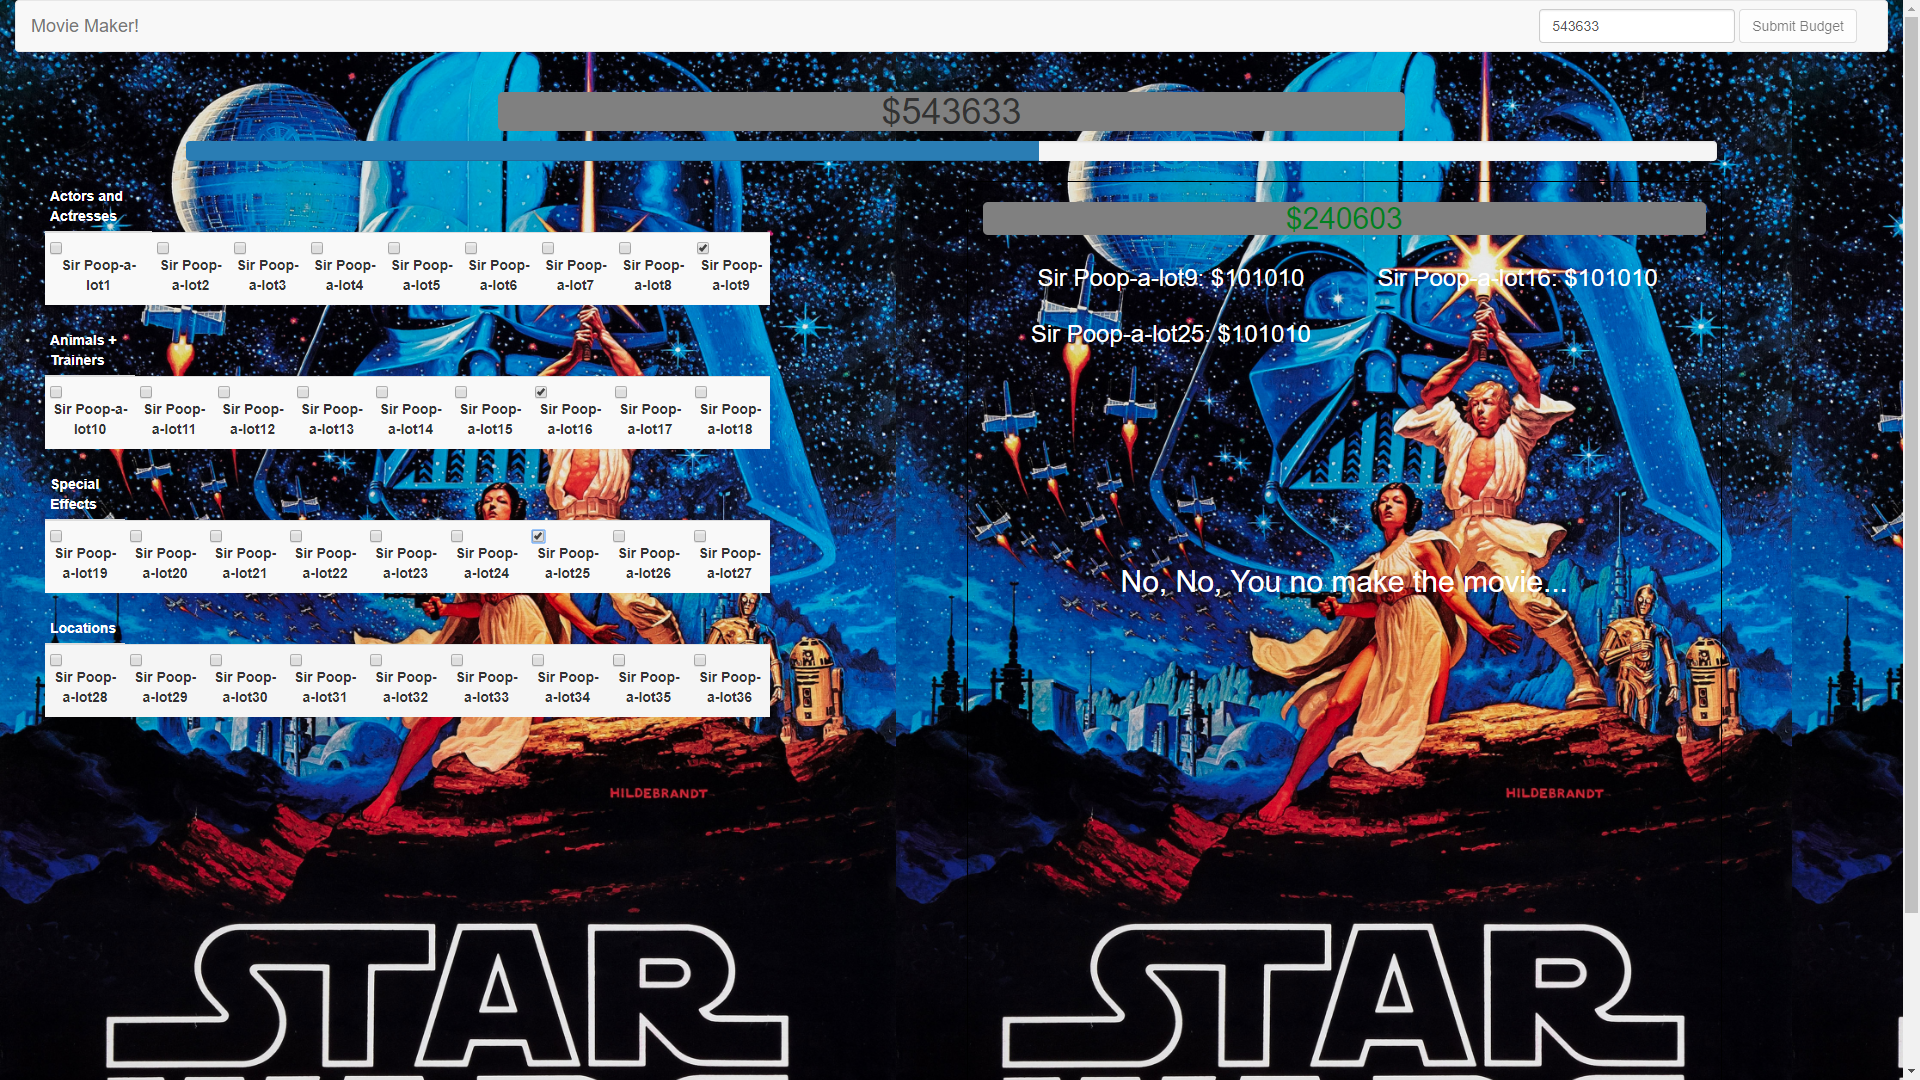 Movie Maker!
543633
Submit Budget
$543633
Actors and
Actresses
Sir Poop-a-lot1
Sir Poop-a-lot2
Sir Poop-a-lot3
Sir Poop-a-lot4
Sir Poop-a-lot5
Sir Poop-a-lot6
Sir Poop-a-lot7
Sir Poop-a-lot8
Sir Poop-a-lot9
Animals +
Trainers
Sir Poop-a-lot10
Sir Poop-a-lot11
Sir Poop-a-lot12
Sir Poop-a-lot13
Sir Poop-a-lot14
Sir Poop-a-lot15
Sir Poop-a-lot16
Sir Poop-a-lot17
Sir Poop-a-lot18
Special
Effects
Sir Poop-a-lot19
Sir Poop-a-lot20
Sir Poop-a-lot21
Sir Poop-a-lot22
Sir Poop-a-lot23
Sir Poop-a-lot24
Sir Poop-a-lot25
Sir Poop-a-lot26
Sir Poop-a-lot27
Locations
Sir Poop-a-lot28
Sir Poop-a-lot29
Sir Poop-a-lot30
Sir Poop-a-lot31
Sir Poop-a-lot32
Sir Poop-a-lot33
Sir Poop-a-lot34
Sir Poop-a-lot35
Sir Poop-a-lot36
$240603
Sir Poop-a-lot9: $101010
Sir Poop-a-lot16: $101010
Sir Poop-a-lot25: $101010
No, No, You no make the movie...
HILDEBRANDT
HILDEBRANDT
STAR
STAR